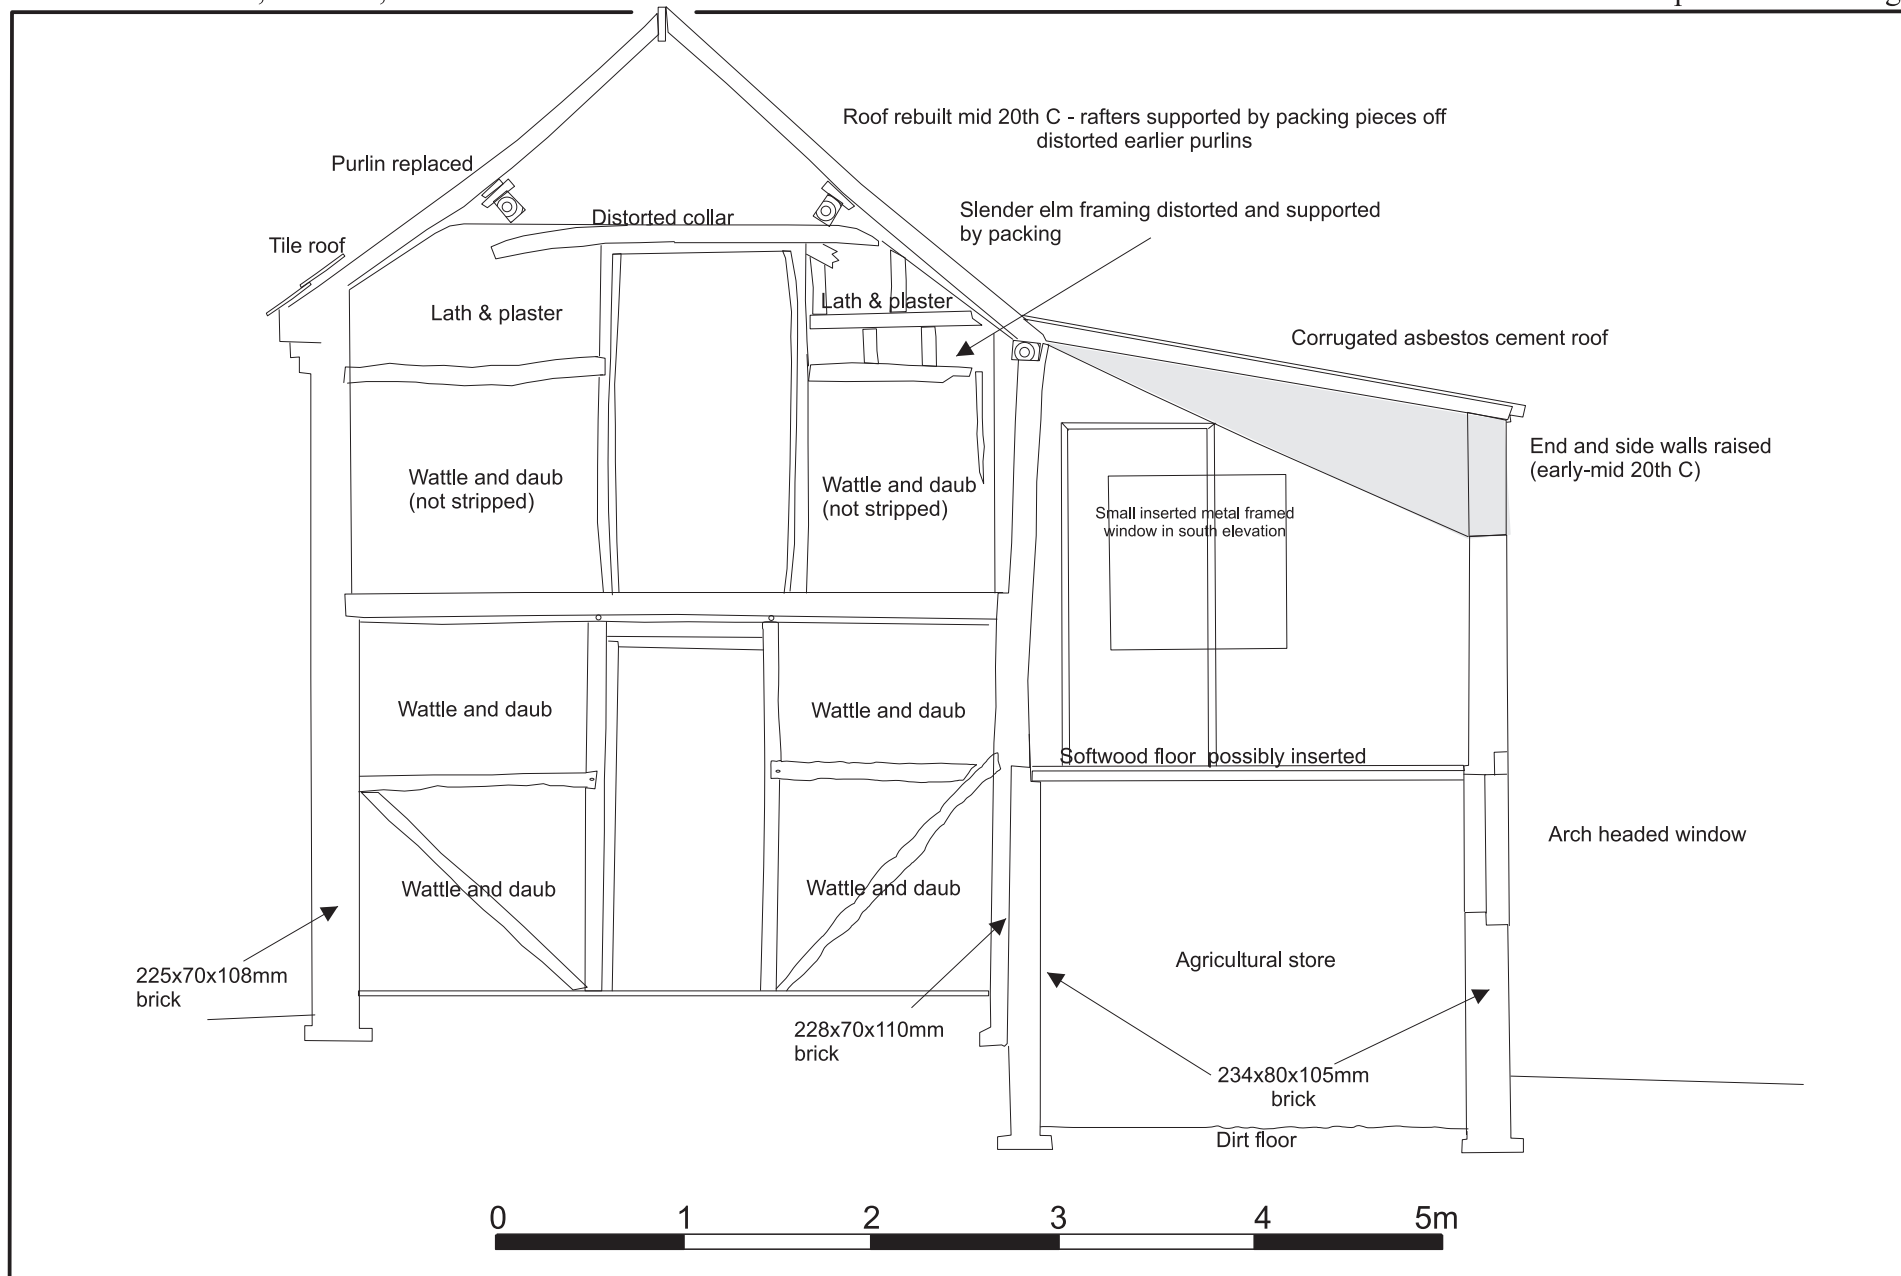 Roof rebuilt mid 20th C - rafters supported by packing pieces off
distorted earlier purlins
Purlin replaced
Slender elm framing distorted and supported
by packing
Distorted collar
Tile roof
Lath & plaster
Lath & plaster
Corrugated asbestos cement roof
End and side walls raised
(early-mid 20th C)
Wattle and daub
(not stripped)
Wattle and daub
(not stripped)
Small inserted metal framed
window in south elevation
Wattle and daub
Wattle and daub
Softwood floor possibly inserted
Arch headed window
Wattle and daub
Wattle and daub
Agricultural store
225x70x108mm
brick
228x70x110mm
brick
234x80x105mm
brick
Dirt floor
0 1 2 3 4 5m